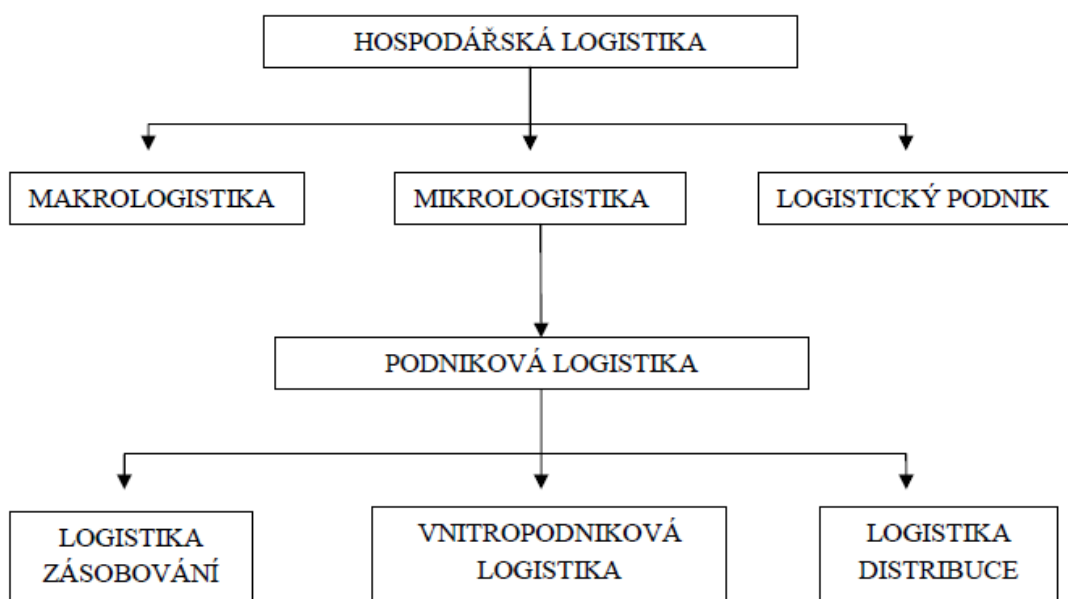 HOSPODÁŘSKÁ LOGISTIKA
MAKROLOGISTIKA
MIKROLOGISTIKA
LOGISTICKÝ PODNIK
PODNIKOVÁ LOGISTIKA
LOGISTIKA
ZÁSOBOVÁNÍ
VNITROPODNIKOVÁ
LOGISTIKA
LOGISTIKA
DISTRIBUCE